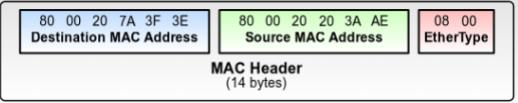 80 00 20 7A 3F 3E 80 00 20 20 3A AE 08 00
Destination MAC Address Source MAC Address EtherType
MAC Header
(14 bytes)